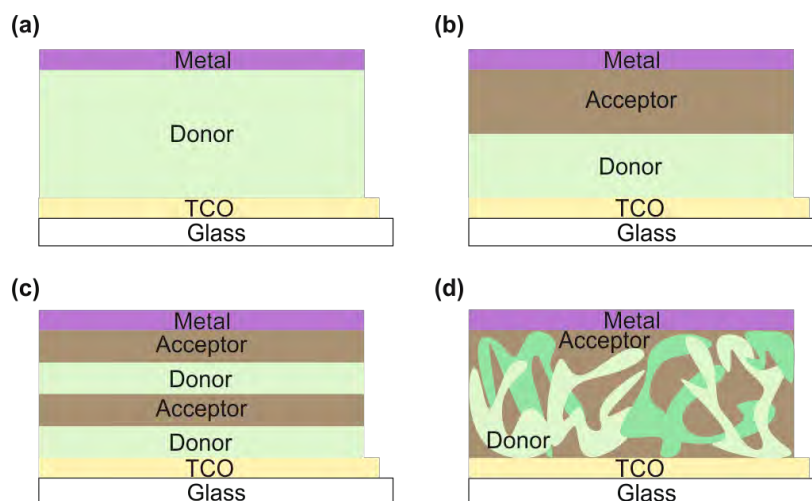 (a)
Metal
Donor
TCO
Glass
(b)
Metal
Acceptor
Donor
TCO
Glass
(c)
Metal
Acceptor
Donor
Acceptor
Donor
TCO
Glass
(d)
Metal
Acceptor
Donor
TCO
Glass